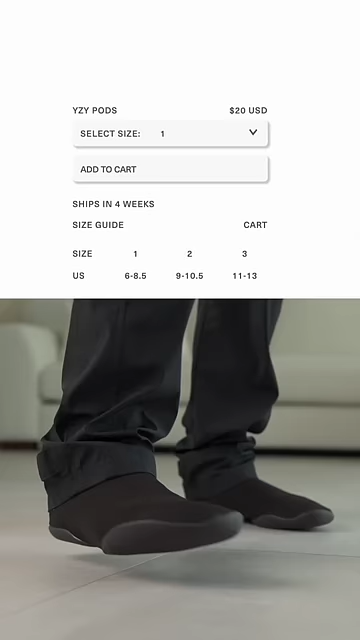 YZY PODS $20 USD
SELECT SIZE: 1
ADD TO CART
SHIPS IN 4 WEEKS
SIZE GUIDE CART
SIZE 1 2 3
US 6-8.5 9-10.5 11-13